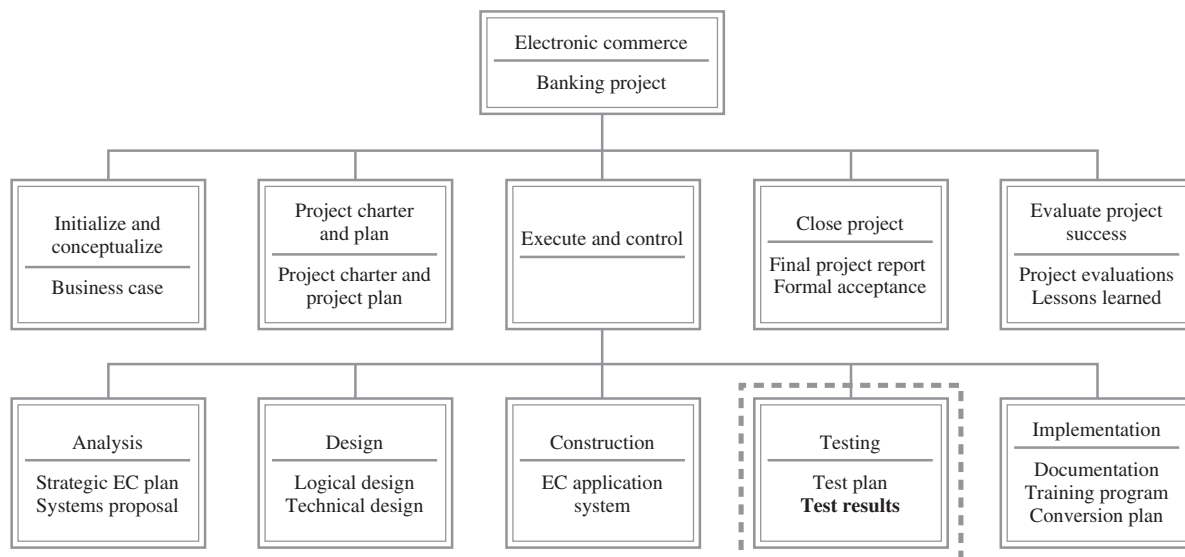 Electronic commerce
Banking project
Initialize and
conceptualize
Business case
Project charter
and plan
Project charter and
project plan
Execute and control
Close project
Final project report
Formal acceptance
Evaluate project
success
Project evaluations
Lessons learned
Analysis
Strategic EC plan
Systems proposal
Design
Logical design
Technical design
Construction
EC application
system
Testing
Test plan
Test results
Implementation
Documentation
Training program
Conversion plan